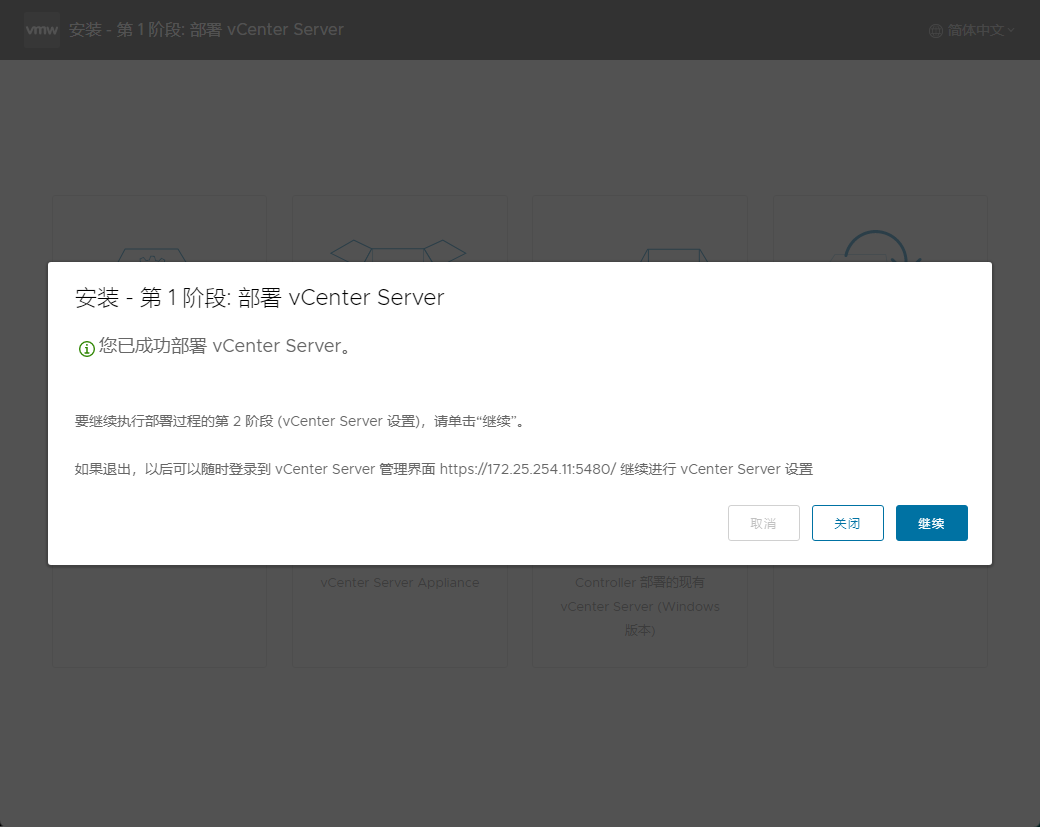 vmw 安装 - 第 1 阶段: 部署 vCenter Server
简体中文
安装 - 第 1 阶段: 部署 vCenter Server
您已成功部署 vCenter Server。
要继续执行部署过程的第 2 阶段 (vCenter Server 设置)，请单击“继续”。
如果退出，以后可以随时登录到 vCenter Server 管理界面 https://172.25.254.11:5480/ 继续进行 vCenter Server 设置
取消
关闭
继续
vCenter Server Appliance
Controller 部署的现有
vCenter Server (Windows
版本)